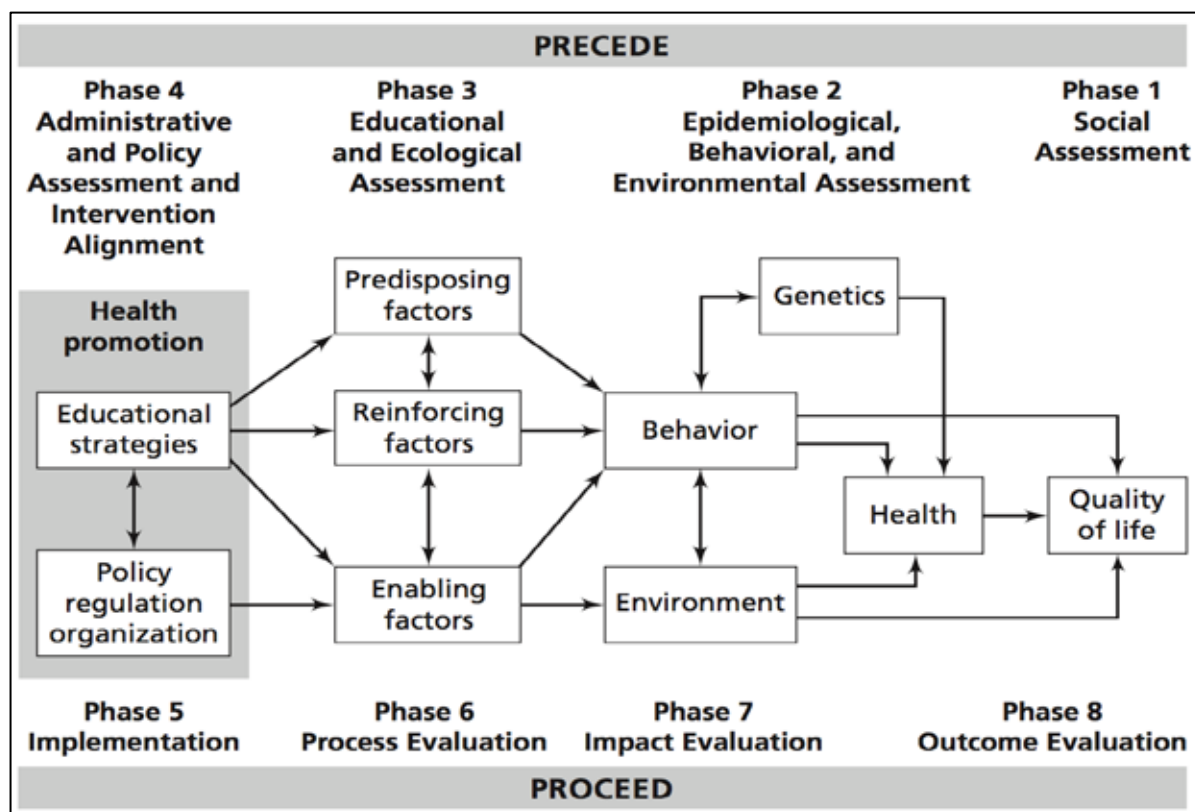 PRECEDE
Phase 4
Administrative
and Policy
Assessment and
Intervention
Alignment
Phase 3
Educational
and Ecological
Assessment
Phase 2
Epidemiological,
Behavioral, and
Environmental Assessment
Phase 1
Social
Assessment
Health
promotion
Educational
strategies
Policy
regulation
organization
Predisposing
factors
Reinforcing
factors
Enabling
factors
Genetics
Behavior
Environment
Health
Quality
of life
Phase 5
Implementation
Phase 6
Process Evaluation
Phase 7
Impact Evaluation
Phase 8
Outcome Evaluation
PROCEED